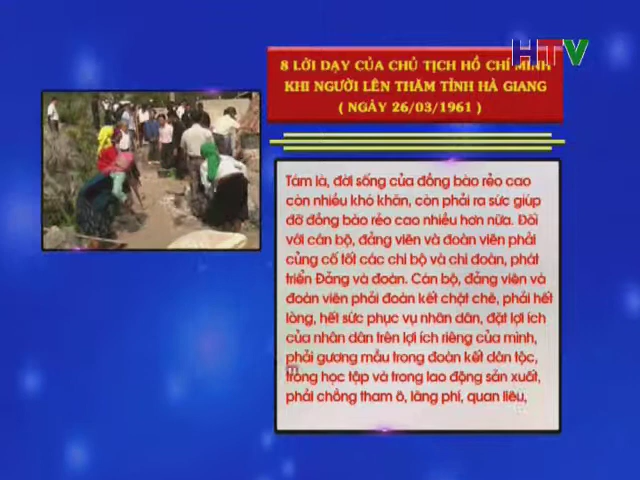 HTV
8 LỜI DẠY CỦA CHỦ TỊCH HỒ CHÍ MINH
KHI NGƯỜI LÊN THĂM TỈNH HÀ GIANG
( NGÀY 26/03/1961 )
Tám là, đời sống của đồng bào rẻo cao
còn nhiều khó khăn, còn phải ra sức giúp
đỡ đồng bào rẻo cao nhiều hơn nữa. Đối
với cán bộ, đảng viên và đoàn viên phải
củng cố tốt các chi bộ và chi đoàn, phát
triển Đảng và đoàn. Cán bộ, đảng viên và
đoàn viên phải đoàn kết chặt chẽ, phải hết
lòng, hết sức phục vụ nhân dân, đặt lợi ích
của nhân dân trên lợi ích riêng của mình,
phải gương mẫu trong đoàn kết dân tộc,
trong học tập và trong lao động sản xuất,
phải chống tham ô, lãng phí, quan liêu,